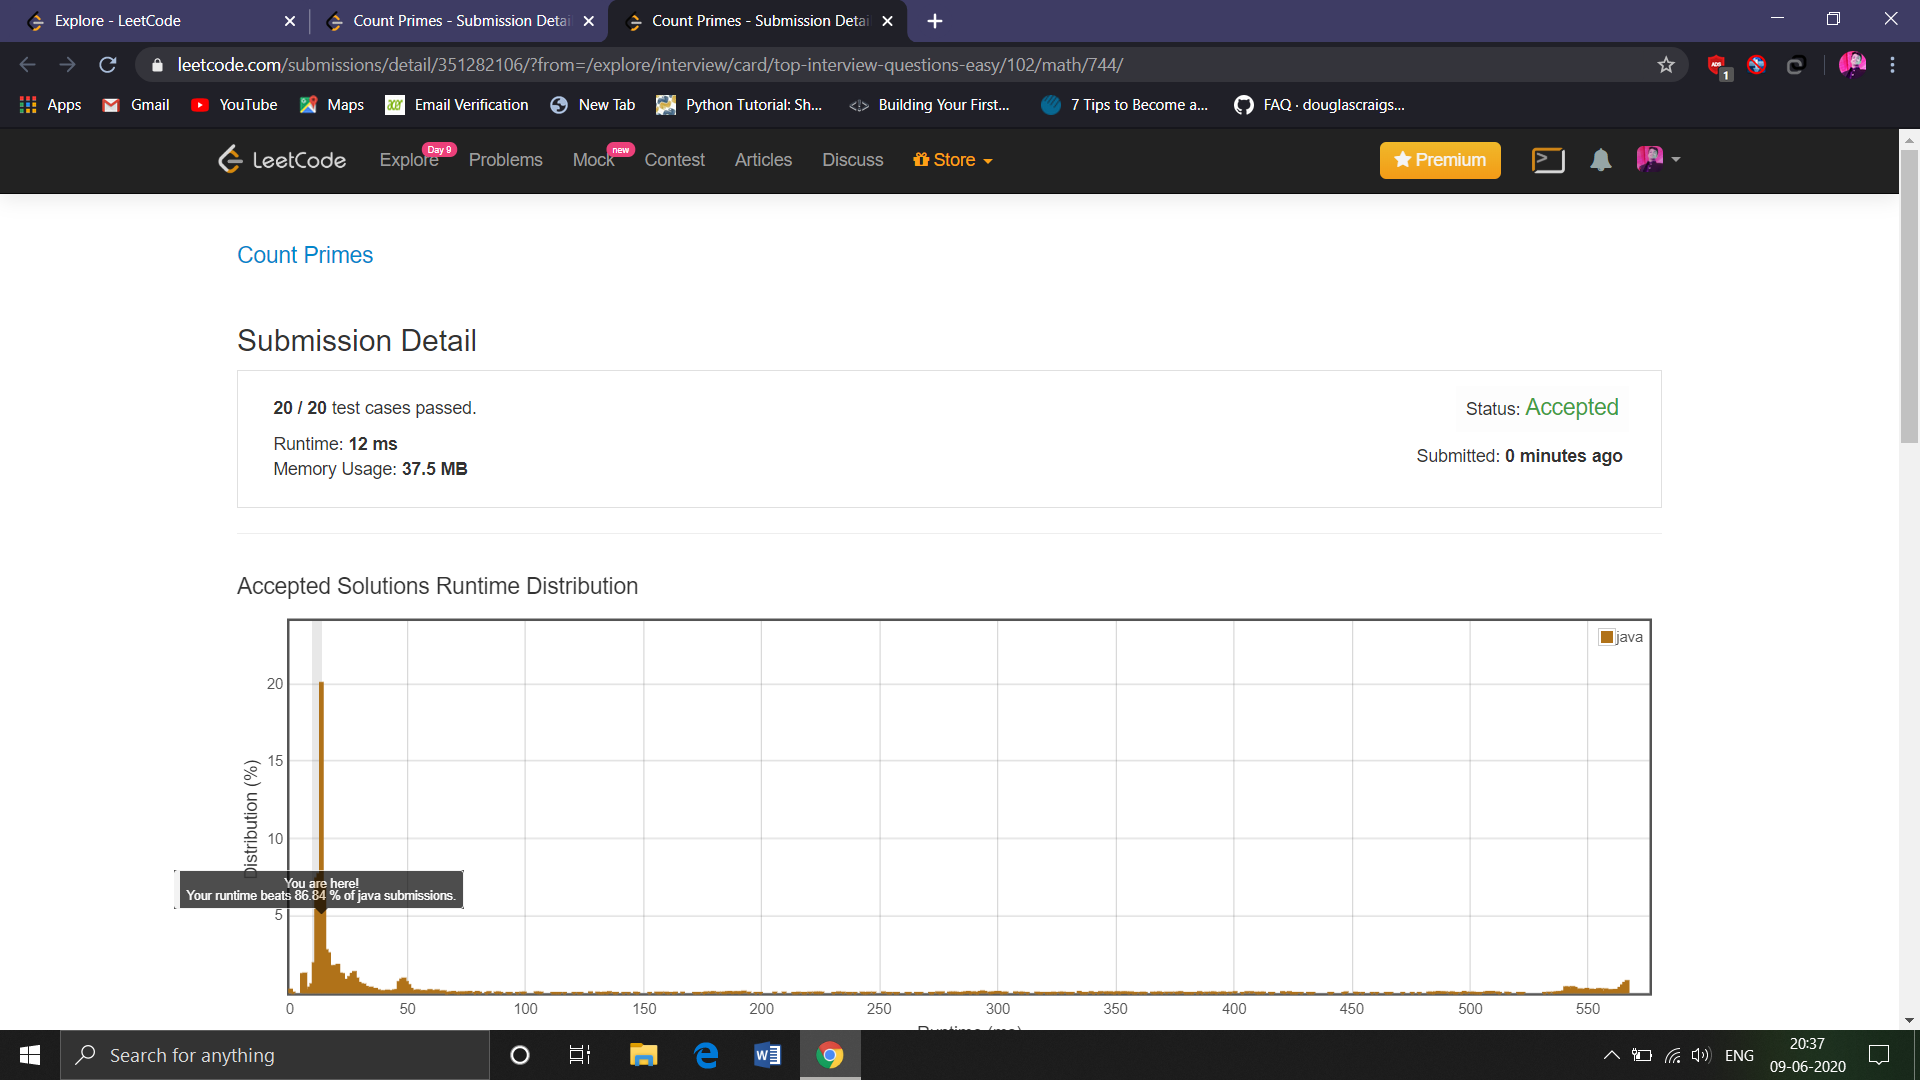 Explore - LeetCode
Count Primes - Submission Detai
Count Primes - Submission Detai
leetcode.com/submissions/detail/351282106/?from=/explore/interview/card/top-interview-questions-easy/102/math/744/
ADS
1
Apps
Gmail
YouTube
Maps
acer
Email Verification
New Tab
Python Tutorial: Sh...
Building Your First...
7 Tips to Become a...
FAQ · douglascraigs...
LeetCode
Explore
Day 9
Problems
Mock
new
Contest
Articles
Discuss
Store
Premium
Count Primes
Submission Detail
20 / 20 test cases passed.
Status: Accepted
Runtime: 12 ms
Memory Usage: 37.5 MB
Submitted: 0 minutes ago
Accepted Solutions Runtime Distribution
java
20
15
10
5
Distribution (%)
You are here!
Your runtime beats 86.84 % of java submissions.
0
50
100
150
200
250
300
350
400
450
500
550
Runtime (ms)
Search for anything
ENG
20:37
09-06-2020